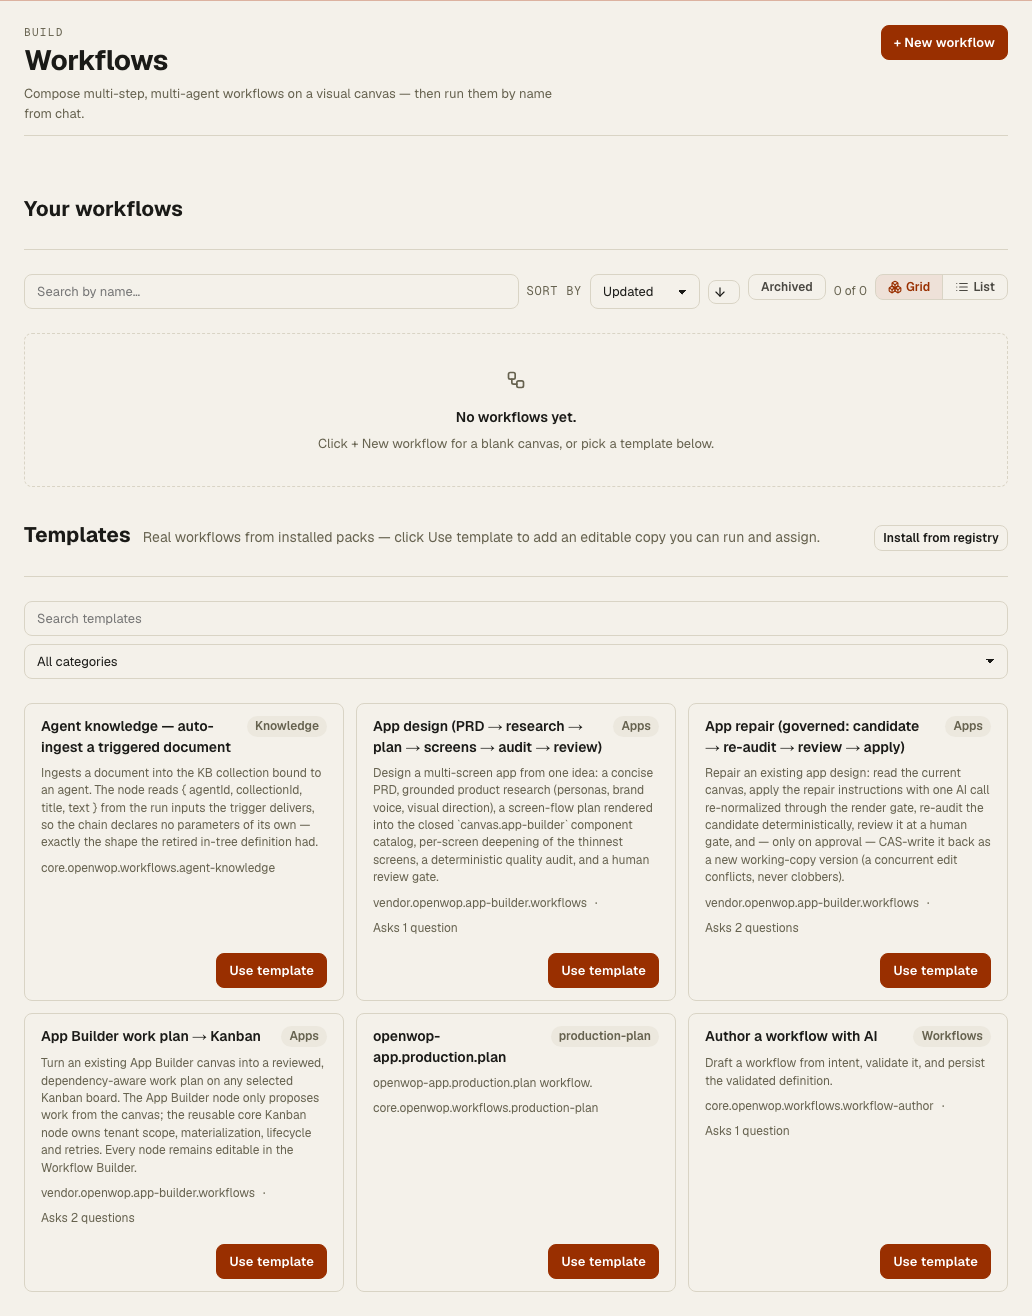 BUILD
Workflows
+ New workflow
Compose multi-step, multi-agent workflows on a visual canvas — then run them by name
from chat.
Your workflows
Search by name…
SORT BY
Updated
↓
Archived
0 of 0
Grid
List
No workflows yet.
Click + New workflow for a blank canvas, or pick a template below.
Templates
Real workflows from installed packs — click Use template to add an editable copy you can run and assign.
Install from registry
Search templates
All categories
Agent knowledge — auto-
ingest a triggered document
Knowledge
Ingests a document into the KB collection bound to
an agent. The node reads { agentId, collectionId,
title, text } from the run inputs the trigger delivers,
so the chain declares no parameters of its own —
exactly the shape the retired in-tree definition had.
core.openwop.workflows.agent-knowledge
Use template
App design (PRD → research →
plan → screens → audit → review)
Apps
Design a multi-screen app from one idea: a concise
PRD, grounded product research (personas, brand
voice, visual direction), a screen-flow plan rendered
into the closed `canvas.app-builder` component
catalog, per-screen deepening of the thinnest
screens, a deterministic quality audit, and a human
review gate.
vendor.openwop.app-builder.workflows ·
Asks 1 question
Use template
App repair (governed: candidate
→ re-audit → review → apply)
Apps
Repair an existing app design: read the current
canvas, apply the repair instructions with one AI call
re-normalized through the render gate, re-audit the
candidate deterministically, review it at a human
gate, and — only on approval — CAS-write it back as
a new working-copy version (a concurrent edit
conflicts, never clobbers).
vendor.openwop.app-builder.workflows ·
Asks 2 questions
Use template
App Builder work plan → Kanban
Apps
Turn an existing App Builder canvas into a reviewed,
dependency-aware work plan on any selected
Kanban board. The App Builder node only proposes
work from the canvas; the reusable core Kanban
node owns tenant scope, materialization, lifecycle
and retries. Every node remains editable in the
Workflow Builder.
vendor.openwop.app-builder.workflows ·
Asks 2 questions
Use template
openwop-
app.production.plan
production-plan
openwop-app.production.plan workflow.
core.openwop.workflows.production-plan
Use template
Author a workflow with AI
Workflows
Draft a workflow from intent, validate it, and persist
the validated definition.
core.openwop.workflows.workflow-author ·
Asks 1 question
Use template